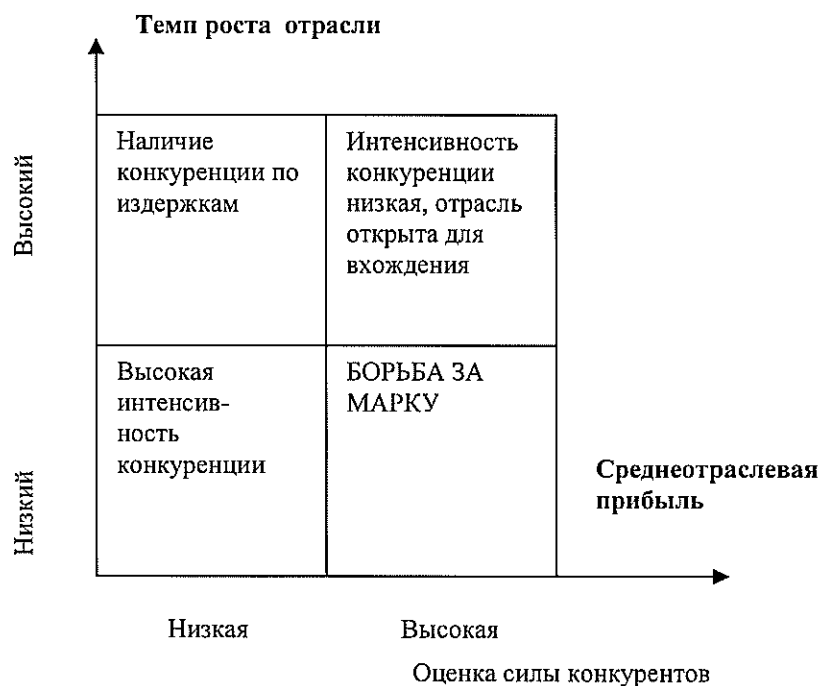 Темп роста отрасли
Высокий
Наличие
конкуренции по
издержкам
Интенсивность
конкуренции
низкая, отрасль
открыта для
вхождения
Низкий
Высокая
интенсив-
ность
конкуренции
БОРЬБА ЗА
МАРКУ
Среднеотраслевая
прибыль
Низкая
Высокая
Оценка силы конкурентов